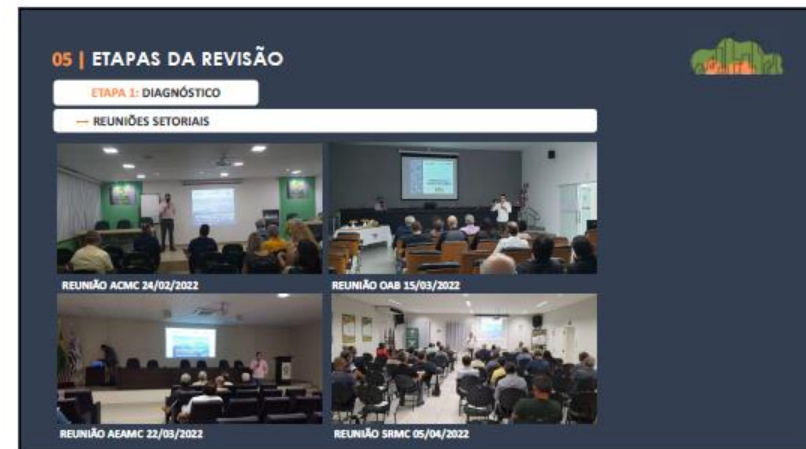 05 | ETAPAS DA REVISÃO
ETAPA 1: DIAGNÓSTICO
— REUNIÕES SETORIAIS
REUNIÃO ACMC 24/02/2022
REUNIÃO OAB 15/03/2022
REUNIÃO AEAMC 22/03/2022
REUNIÃO SRMC 05/04/2022